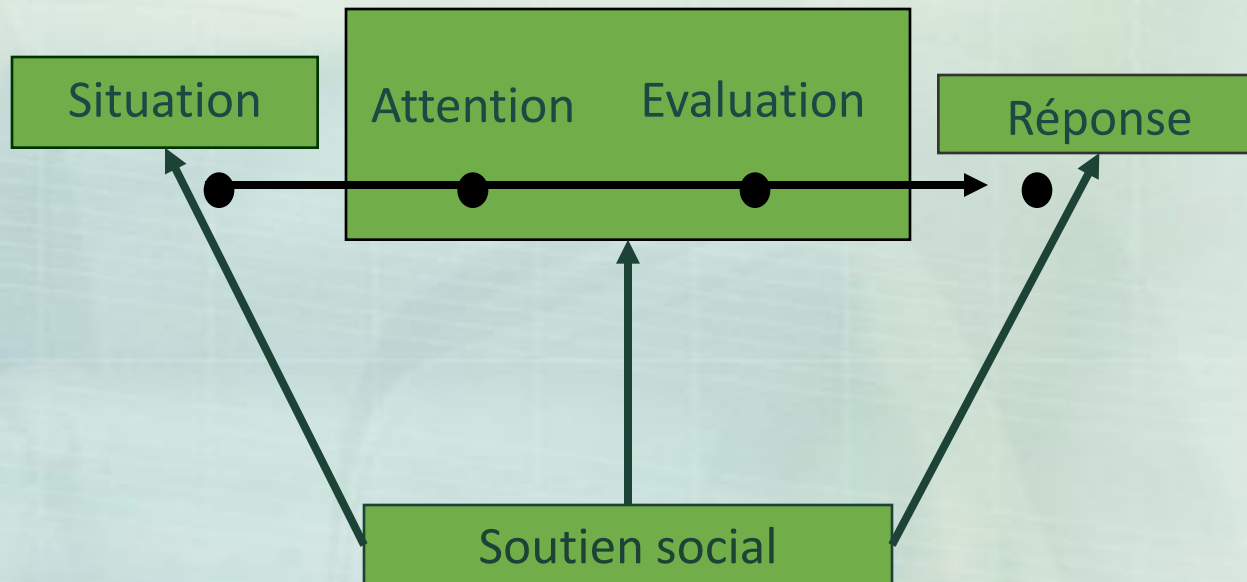 Situation
Attention
Evaluation
Réponse
Soutien social